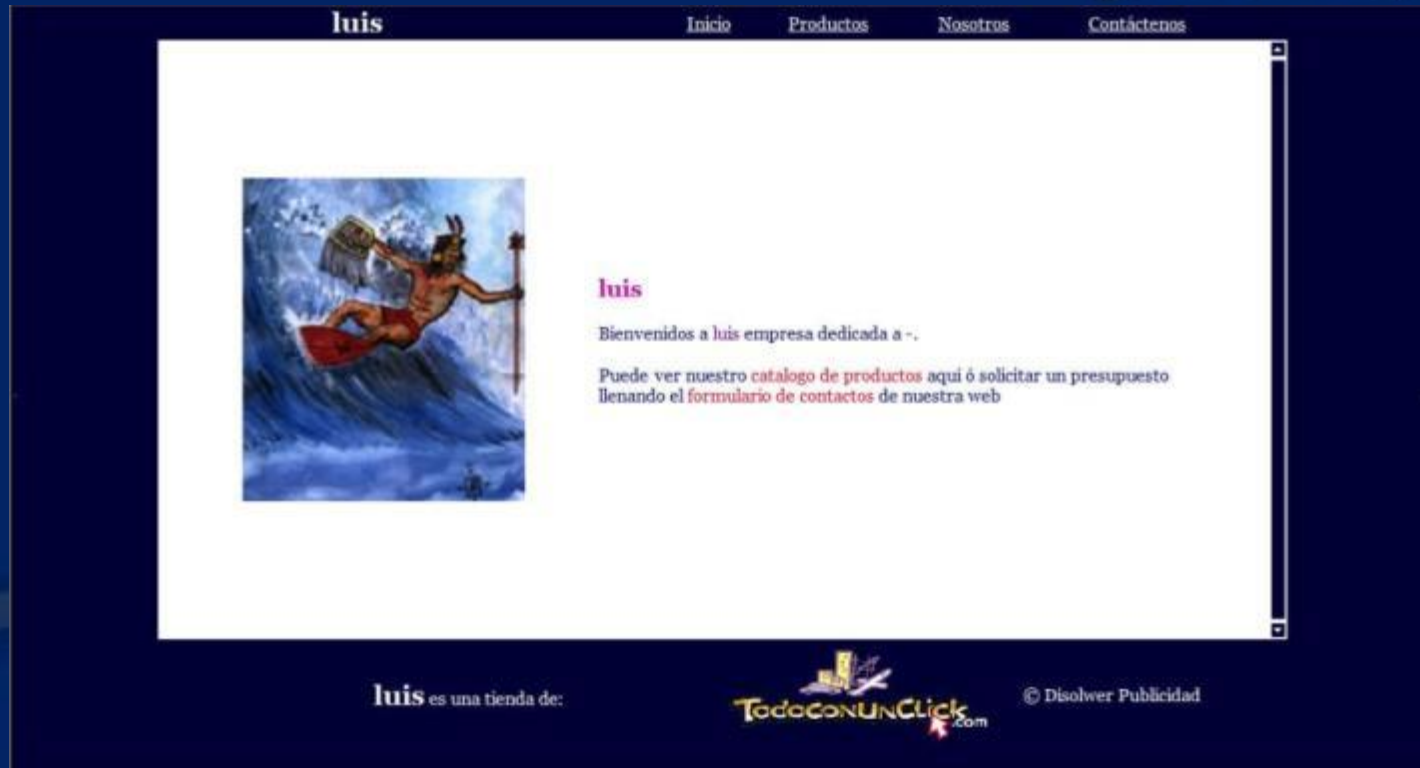 luis Inicio Productos Nosotros Contáctenos
luis
Bienvenidos a luis empresa dedicada a -.
Puede ver nuestro catalogo de productos aqui ó solicitar un presupuesto
llenando el formulario de contactos de nuestra web
luis es una tienda de:
TodoconUnClick.com
© Disolwer Publicidad